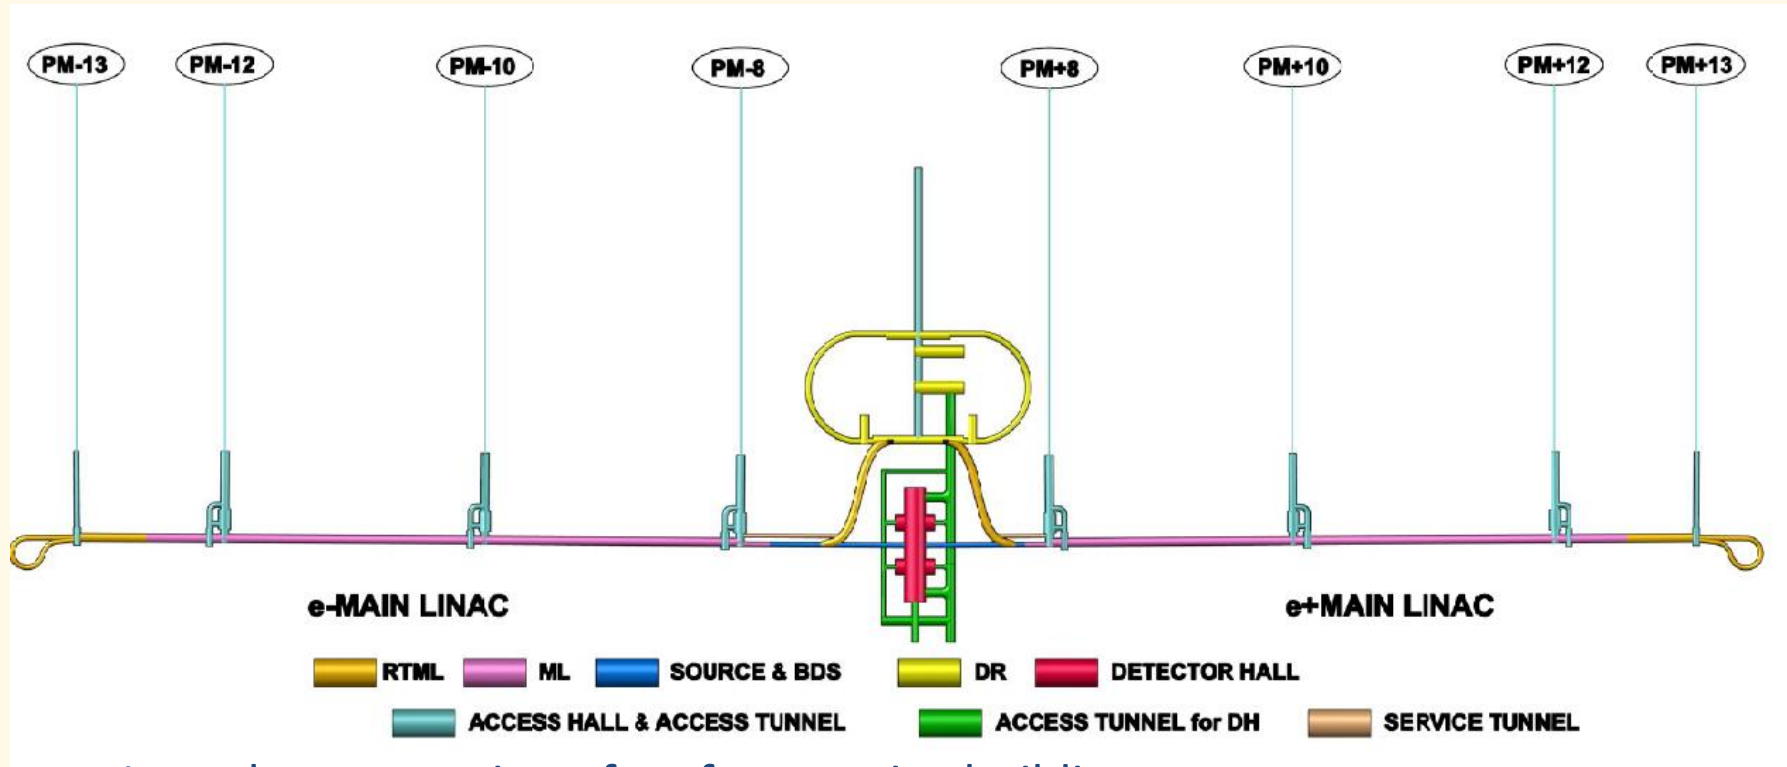 PM-13 PM-12 PM-10 PM-8 PM+8 PM+10 PM+12 PM+13
e-MAIN LINAC e+MAIN LINAC
RTML ML SOURCE & BDS DR DETECTOR HALL
ACCESS HALL & ACCESS TUNNEL ACCESS TUNNEL for DH SERVICE TUNNEL